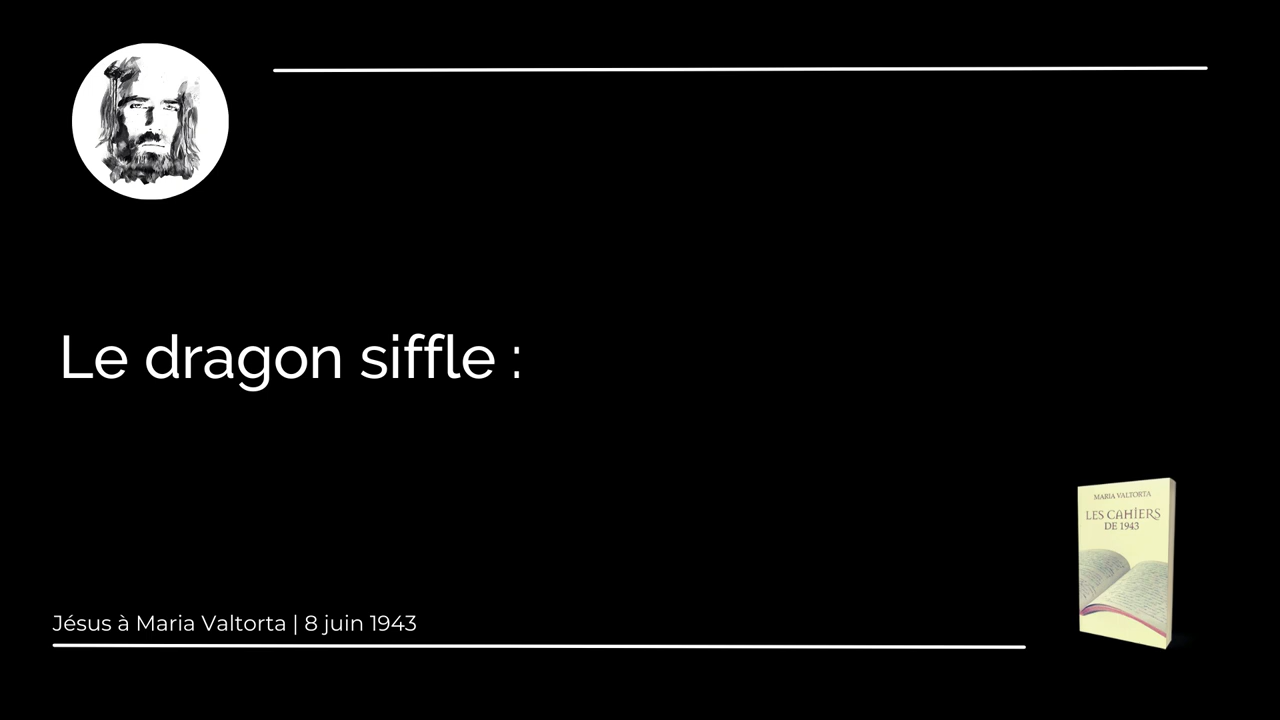 Le dragon siffle :
MARIA VALTORTA
LES CAHIERS
DE 1943
Jésus à Maria Valtorta | 8 juin 1943